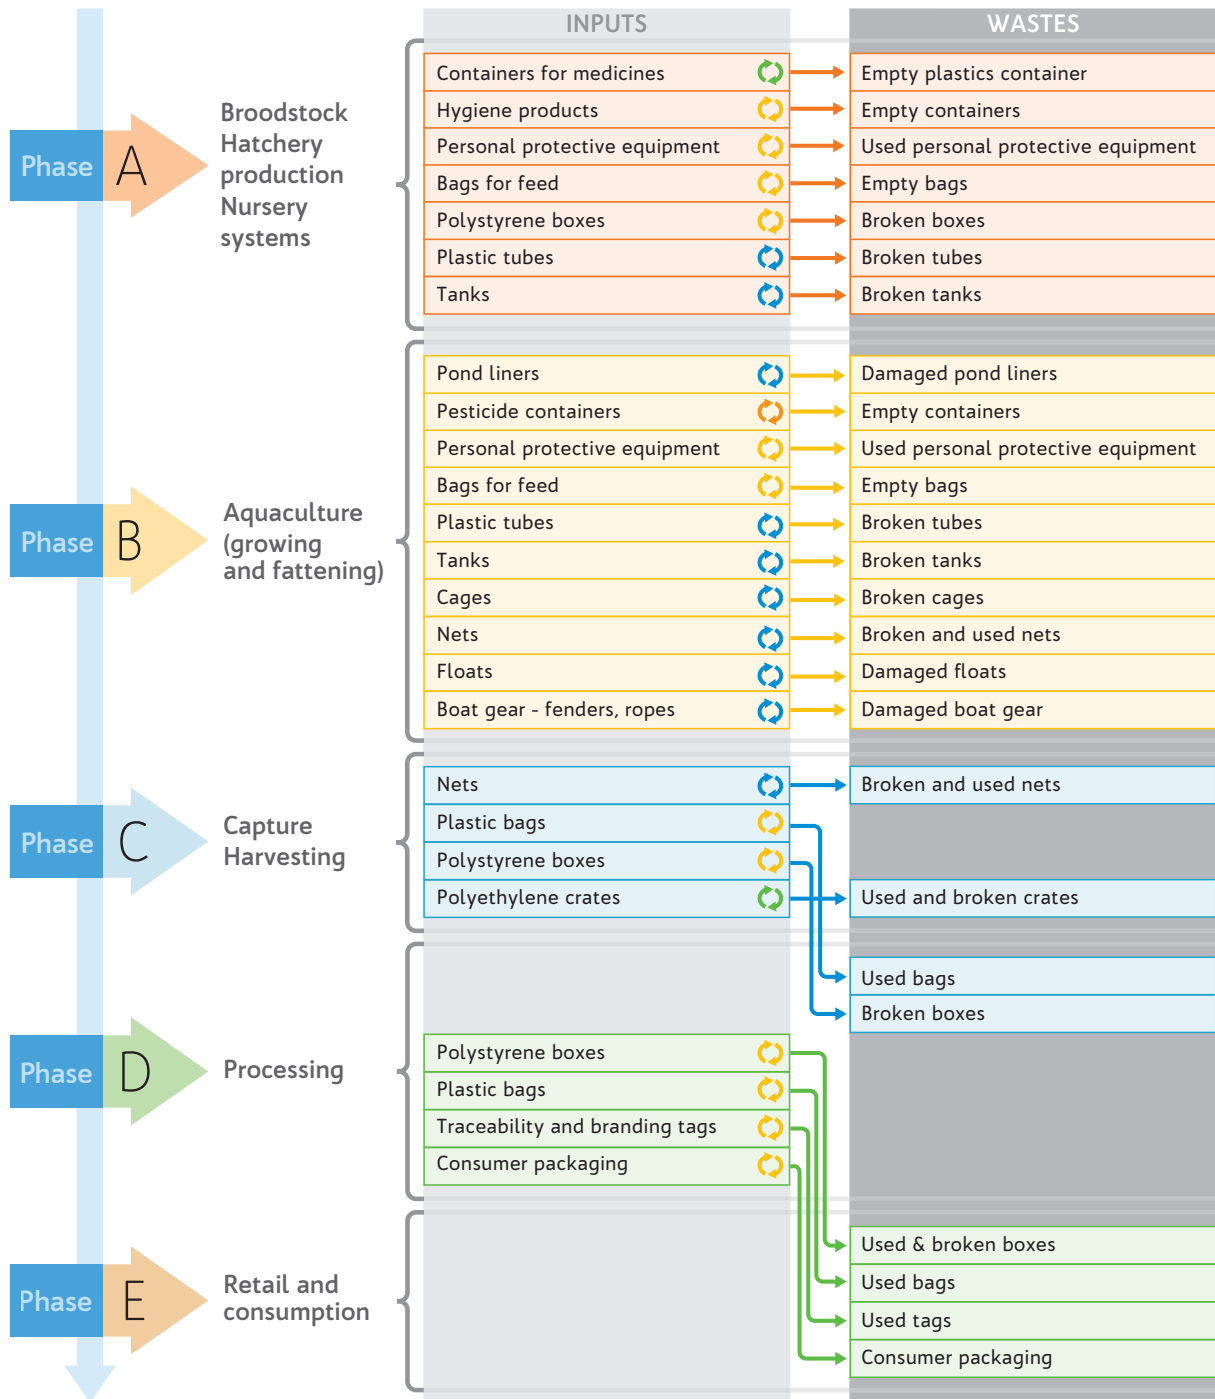 INPUTS
WASTES
Phase A
Broodstock
Hatchery
production
Nursery
systems
Containers for medicines
Empty plastics container
Hygiene products
Empty containers
Personal protective equipment
Used personal protective equipment
Bags for feed
Empty bags
Polystyrene boxes
Broken boxes
Plastic tubes
Broken tubes
Tanks
Broken tanks
Phase B
Aquaculture
(growing
and fattening)
Pond liners
Damaged pond liners
Pesticide containers
Empty containers
Personal protective equipment
Used personal protective equipment
Bags for feed
Empty bags
Plastic tubes
Broken tubes
Tanks
Broken tanks
Cages
Broken cages
Nets
Broken and used nets
Floats
Damaged floats
Boat gear - fenders, ropes
Damaged boat gear
Phase C
Capture
Harvesting
Nets
Broken and used nets
Plastic bags
Polystyrene boxes
Polyethylene crates
Used and broken crates
Used bags
Broken boxes
Phase D
Processing
Polystyrene boxes
Plastic bags
Traceability and branding tags
Consumer packaging
Phase E
Retail and
consumption
Used & broken boxes
Used bags
Used tags
Consumer packaging